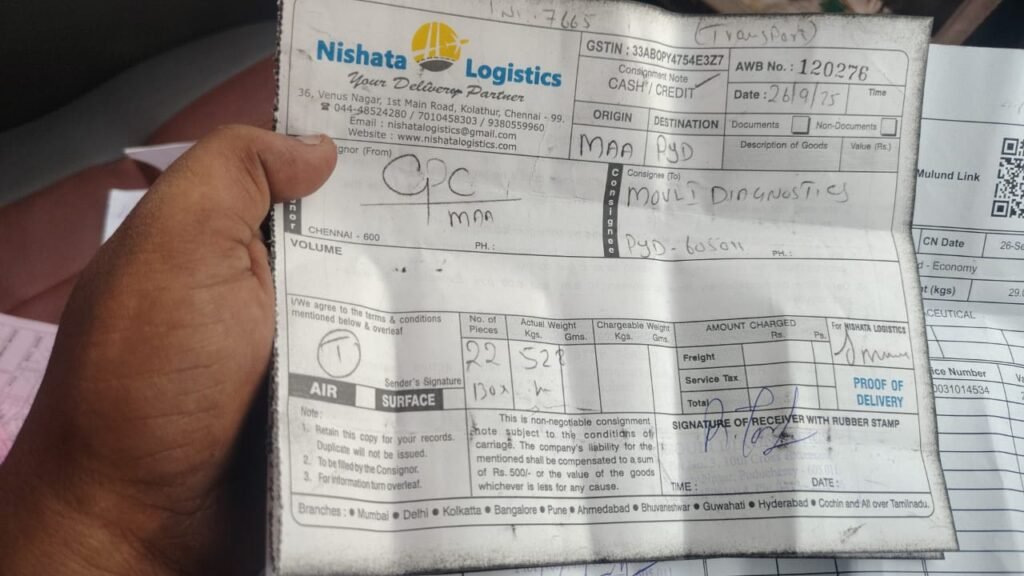 (Transport)
Nishata Logistics
Your Delivery Partner
36, Venus Nagar, 1st Main Road, Kolathur, Chennai - 99.
☎ 044-48524280 / 7010458303 / 9380559960
Email : nishatalogistics@gmail.com
Website : www.nishatalogistics.com
GSTIN : 33ABOPY4754E3Z7
Consignment Note
CASH / CREDIT
AWB No. : 120276
Date : 26/9/25 Time
ORIGIN DESTINATION
MAA PYD
Documents Non-Documents
Description of Goods Value (Rs.)
gnor (From)
CPC
MAA
CHENNAI - 600 PH. :
Consignee
Consignee (To)
MOULI DIAGNOSTICS
PYD - 605011 PH. :
VOLUME
I/We agree to the terms & conditions
mentioned below & overleaf
T
Sender's Signature
AIR SURFACE
No. of Pieces
22
Box
Actual Weight
Kgs. Gms.
Chargeable Weight
Kgs. Gms.
AMOUNT CHARGED
Rs. Ps.
Freight
Service Tax
Total
For NISHATA LOGISTICS
PROOF OF
DELIVERY
SIGNATURE OF RECEIVER WITH RUBBER STAMP
TIME : DATE :
Note :
1. Retain this copy for your records.
Duplicate will not be issued.
2. To be filled by the Consignor.
3. For information turn overleaf.
This is non-negotiable consignment
note subject to the conditions of
carriage. The company's liability for the
mentioned shall be compensated to a sum
of Rs. 500/- or the value of the goods
whichever is less for any cause.
Branches : • Mumbai • Delhi • Kolkatta • Bangalore • Pune • Ahmedabad • Bhuvaneshwar • Guwahati • Hyderabad • Cochin and All over Tamilnadu.
Mulund Link
CN Date 26-Se
- Economy
(kgs) 29.
CEUTICAL
ice Number
0031014534